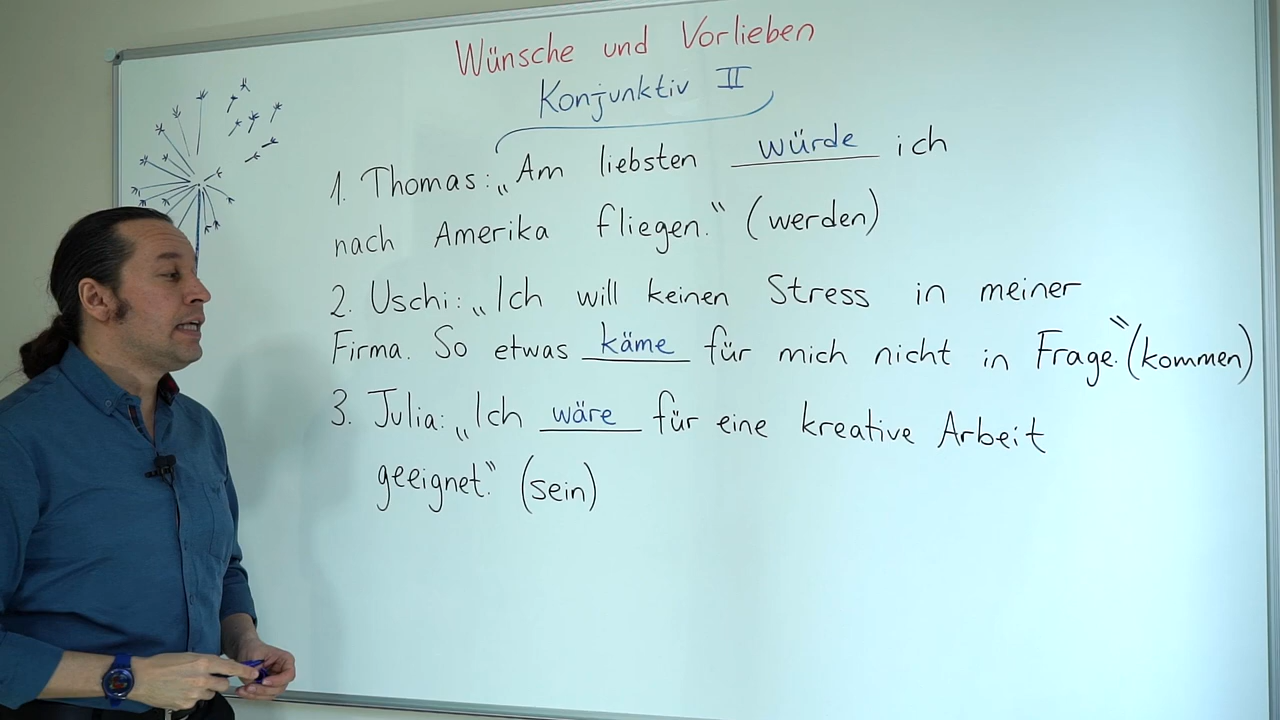 Wünsche und Vorlieben
Konjunktiv II
1. Thomas: „Am liebsten würde ich
nach Amerika fliegen.“ (werden)
2. Uschi: „Ich will keinen Stress in meiner
Firma. So etwas käme für mich nicht in Frage.“ (kommen)
3. Julia: „Ich wäre für eine kreative Arbeit
geeignet.“ (sein)